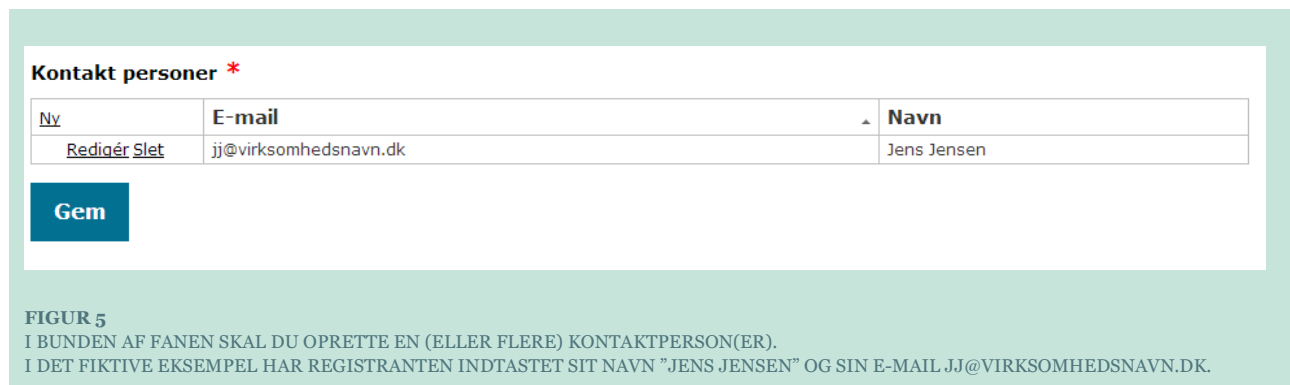 Kontakt personer *
Ny E-mail Navn
Redigér Slet jj@virksomhedsnavn.dk Jens Jensen
Gem
FIGUR 5
I BUNDEN AF FANEN SKAL DU OPRETTE EN (ELLER FLERE) KONTAKTPERSON(ER).
I DET FIKTIVE EKSEMPEL HAR REGISTRANTEN INDTASTET SIT NAVN ”JENS JENSEN” OG SIN E-MAIL JJ@VIRKSOMHEDSNAVN.DK.